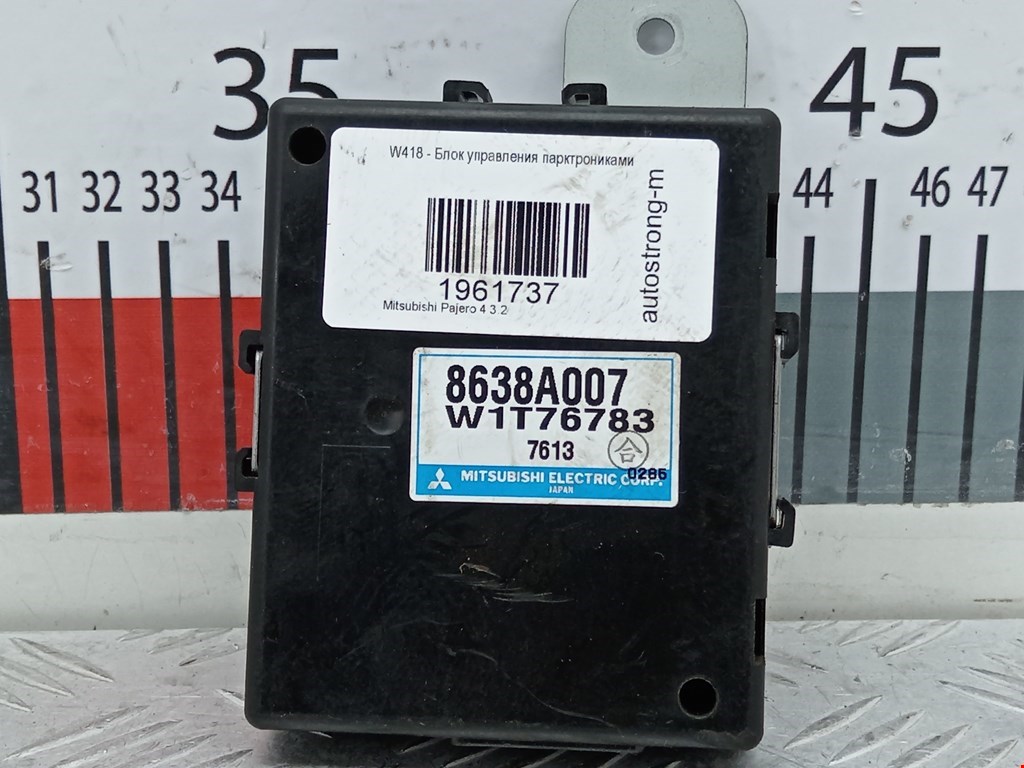 35
45
31 32 33 34
44 46 47
W418 - Блок управления парктрониками
1961737
Mitsubishi Pajero 4 3.2
autostrong-m
8638A007
W1T76783
7613
合
0286
MITSUBISHI ELECTRIC CORP.
JAPAN